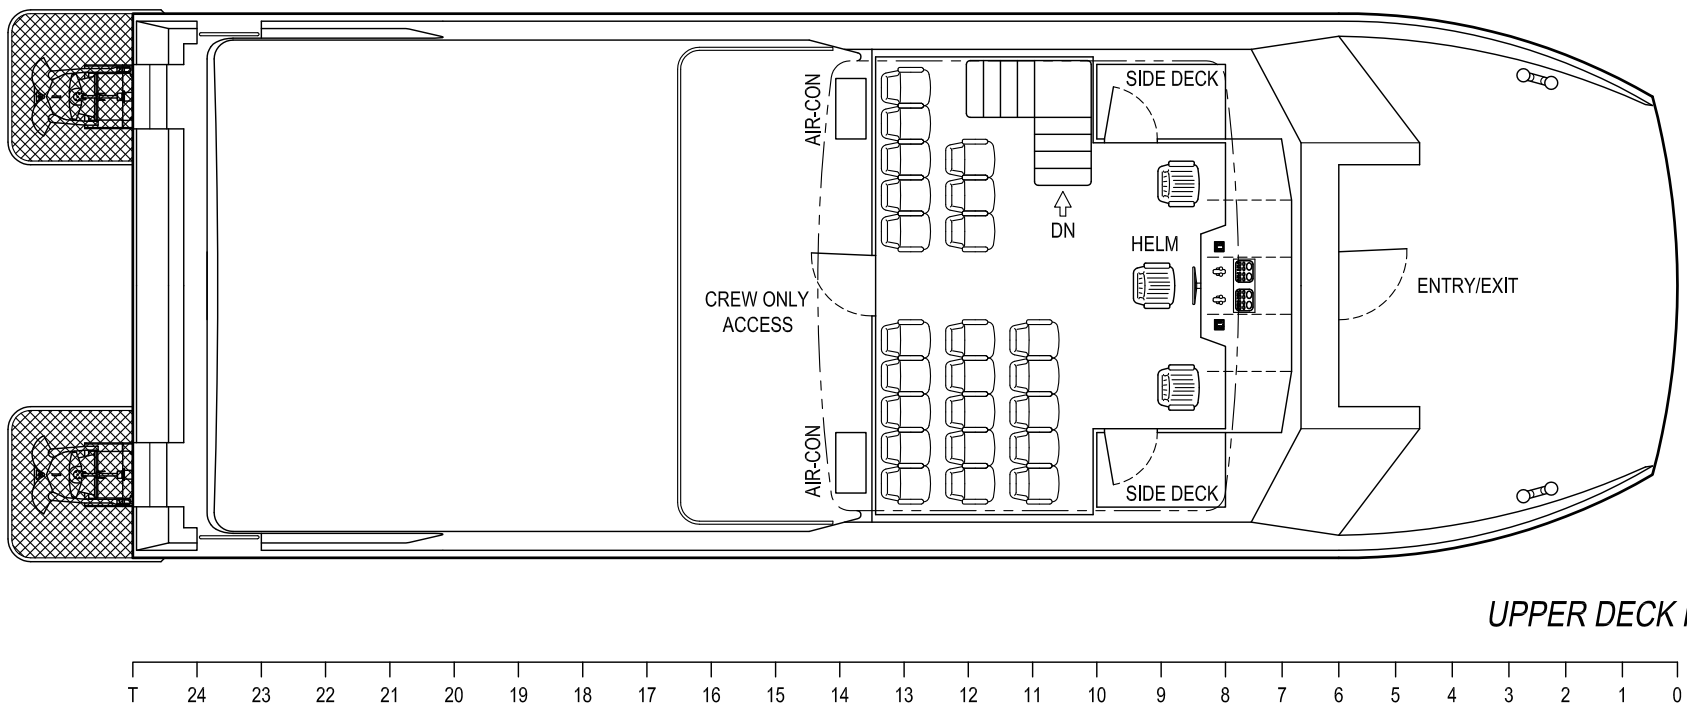 SIDE DECK
AIR-CON
DN
HELM
CREW ONLY
ACCESS
ENTRY/EXIT
AIR-CON
SIDE DECK
UPPER DECK
T 24 23 22 21 20 19 18 17 16 15 14 13 12 11 10 9 8 7 6 5 4 3 2 1 0